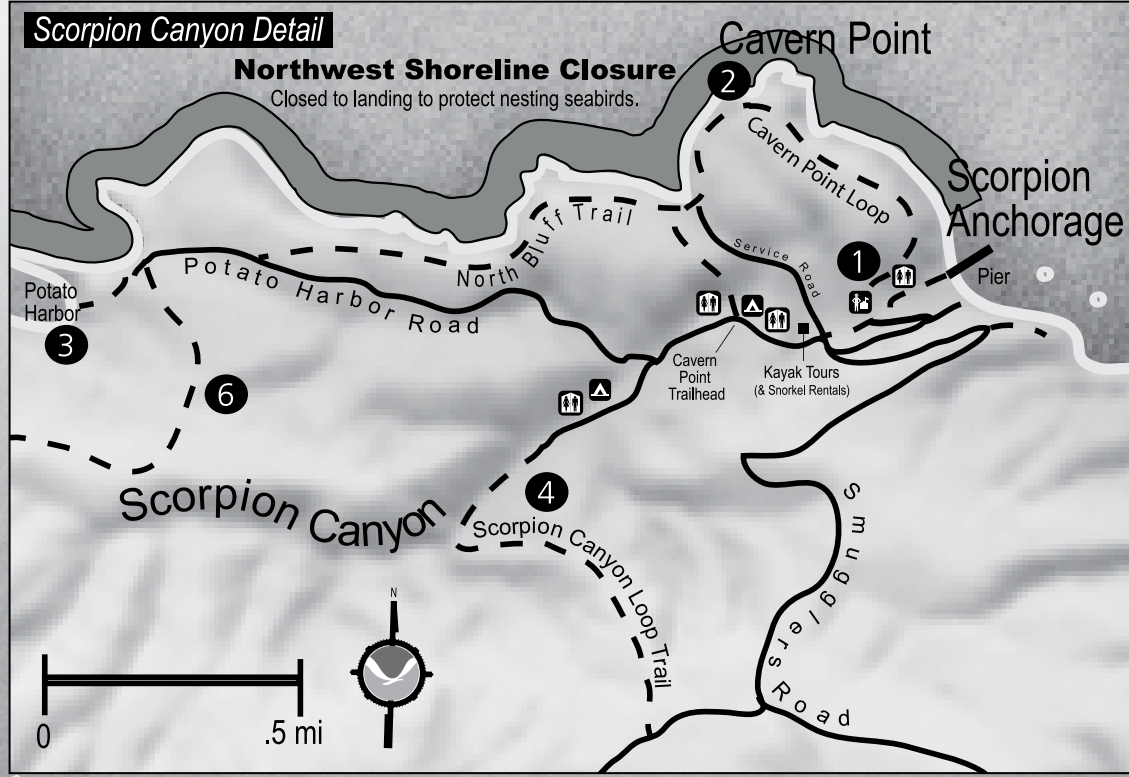 Scorpion Canyon Detail
Cavern Point
Northwest Shoreline Closure
Closed to landing to protect nesting seabirds.
2
Cavern Point Loop
Scorpion
Anchorage
North Bluff Trail
Service Road
1
Pier
Potato Harbor Road
Potato
Harbor
3
6
Cavern
Point
Trailhead
Kayak Tours
(& Snorkel Rentals)
Scorpion Canyon
4
Scorpion Canyon Loop Trail
Smugglers Road
N
0
.5 mi